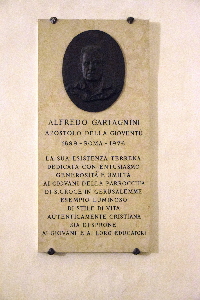 ALFREDO GARTAGNINI
APOSTOLO DELLA GIOVENTÙ
1889 - ROMA - 1974
LA SUA ESISTENZA TERRENA
DEDICATA CON ENTUSIASMO
GENEROSITÀ E UMILTÀ
AI GIOVANI DELLA PARROCCHIA
DI S. CROCE IN GERUSALEMME
ESEMPIO LUMINOSO
DI STILE DI VITA
AUTENTICAMENTE CRISTIANA
SIA DI SPRONE
AI GIOVANI E AI LORO EDUCATORI